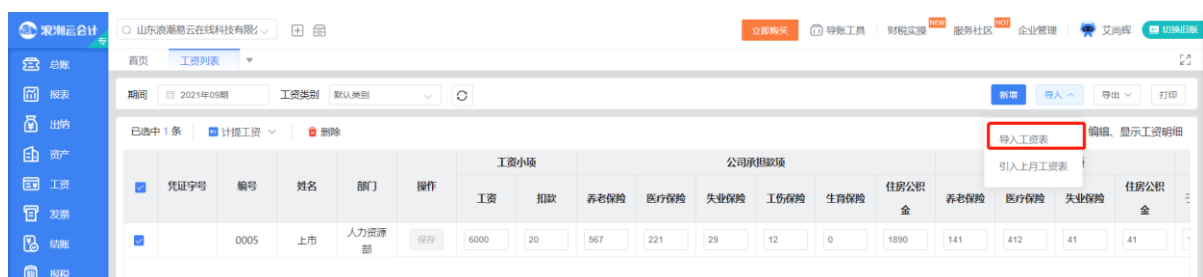 浪潮云会计
山东浪潮易云在线科技有限2
立即购买 导账工具 财税实操 NEW 服务社区 HOT 企业管理 艾尚辉 切换旧版
总账
报表
出纳
资产
工资
发票
结账
报税
首页 工资列表
期间 2021年09期 工资类别 默认类别 新增 导入 导出 打印
已选中 1 条 计提工资 删除 编辑、显示工资明细
导入工资表
引入上月工资表
工资小项 公司承担款项
凭证字号 编号 姓名 部门 操作 工资 扣款 养老保险 医疗保险 失业保险 工伤保险 生育保险 住房公积金 养老保险 医疗保险 失业保险 住房公积金
0005 上市 人力资源部 保存 6000 20 567 221 29 12 0 1890 141 412 41 41